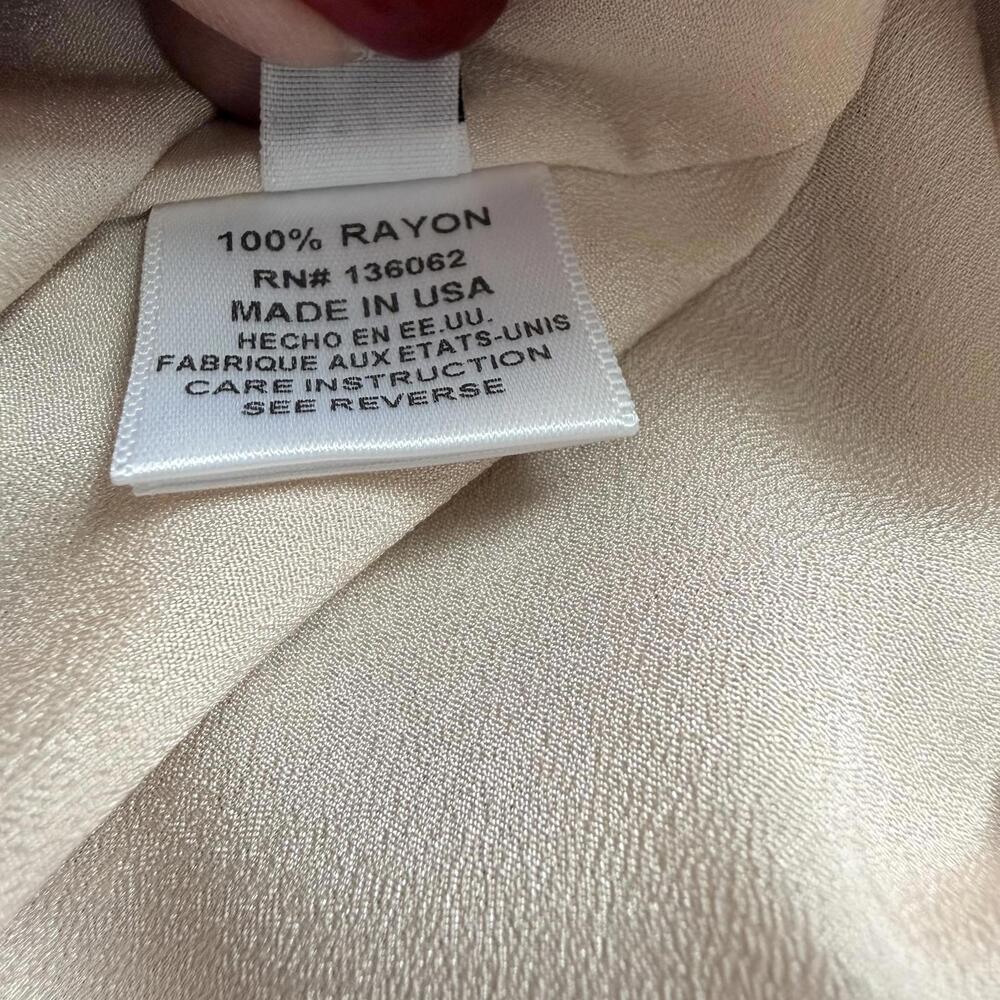 100% RAYON
RN# 136062
MADE IN USA
HECHO EN EE.UU.
FABRIQUE AUX ETATS-UNIS
CARE INSTRUCTION
SEE REVERSE